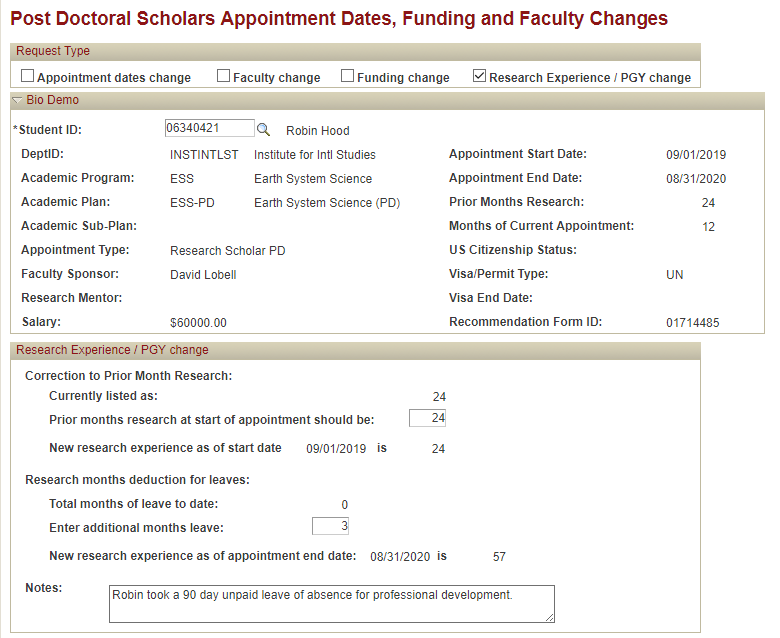 Post Doctoral Scholars Appointment Dates, Funding and Faculty Changes
Request Type
Appointment dates change Faculty change Funding change Research Experience / PGY change
Bio Demo
*Student ID: 06340421 Robin Hood
DeptID: INSTINTLST Institute for Intl Studies Appointment Start Date: 09/01/2019
Academic Program: ESS Earth System Science Appointment End Date: 08/31/2020
Academic Plan: ESS-PD Earth System Science (PD) Prior Months Research: 24
Academic Sub-Plan: Months of Current Appointment: 12
Appointment Type: Research Scholar PD US Citizenship Status:
Faculty Sponsor: David Lobell Visa/Permit Type: UN
Research Mentor: Visa End Date:
Salary: $60000.00 Recommendation Form ID: 01714485
Research Experience / PGY change
Correction to Prior Month Research:
Currently listed as: 24
Prior months research at start of appointment should be: 24
New research experience as of start date 09/01/2019 is 24
Research months deduction for leaves:
Total months of leave to date: 0
Enter additional months leave: 3
New research experience as of appointment end date: 08/31/2020 is 57
Notes: Robin took a 90 day unpaid leave of absence for professional development.